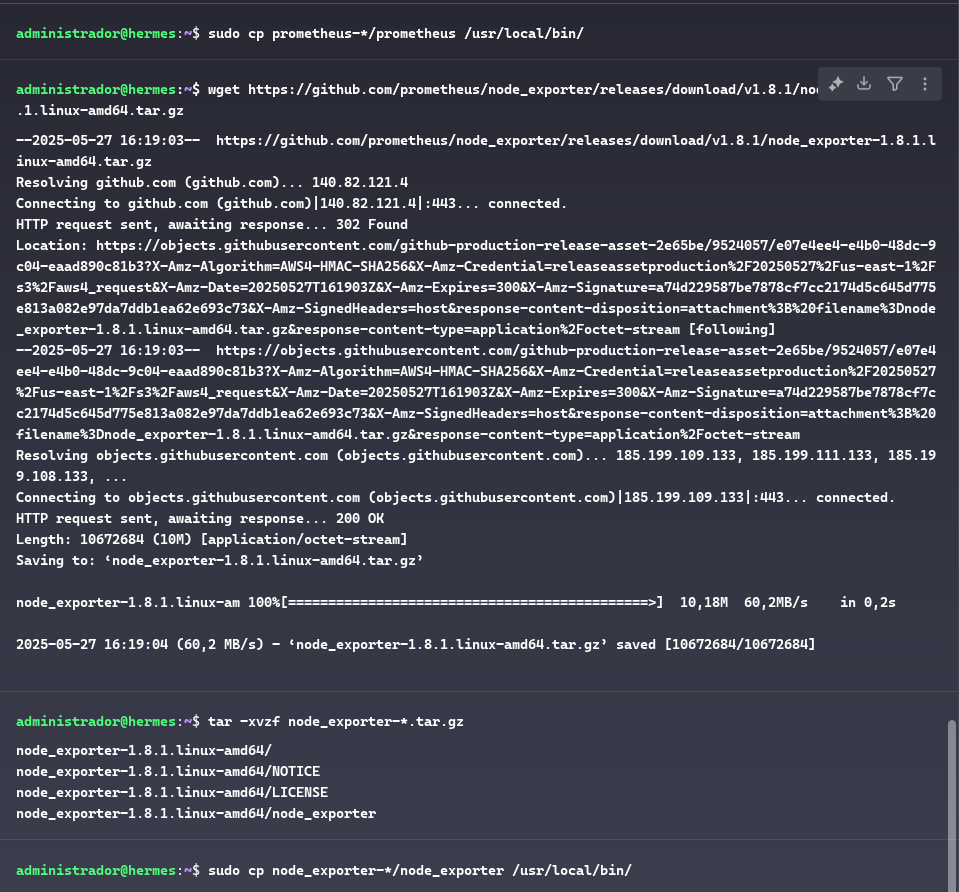 administrador@hermes:~$ sudo cp prometheus-*/prometheus /usr/local/bin/
administrador@hermes:~$ wget https://github.com/prometheus/node_exporter/releases/download/v1.8.1/
.1.linux-amd64.tar.gz
--2025-05-27 16:19:03--  https://github.com/prometheus/node_exporter/releases/download/v1.8.1/node_exporter-1.8.1.l
inux-amd64.tar.gz
Resolving github.com (github.com)... 140.82.121.4
Connecting to github.com (github.com)|140.82.121.4|:443... connected.
HTTP request sent, awaiting response... 302 Found
Location: https://objects.githubusercontent.com/github-production-release-asset-2e65be/9524057/e07e4ee4-e4b0-48dc-9
c04-eaad890c81b3?X-Amz-Algorithm=AWS4-HMAC-SHA256&X-Amz-Credential=releaseassetproduction%2F20250527%2Fus-east-1%2F
s3%2Faws4_request&X-Amz-Date=20250527T161903Z&X-Amz-Expires=300&X-Amz-Signature=a74d229587be7878cf7cc2174d5c645d775
e813a082e97da7ddb1ea62e693c73&X-Amz-SignedHeaders=host&response-content-disposition=attachment%3B%20filename%3Dnode
_exporter-1.8.1.linux-amd64.tar.gz&response-content-type=application%2Foctet-stream [following]
--2025-05-27 16:19:03--  https://objects.githubusercontent.com/github-production-release-asset-2e65be/9524057/e07e4
ee4-e4b0-48dc-9c04-eaad890c81b3?X-Amz-Algorithm=AWS4-HMAC-SHA256&X-Amz-Credential=releaseassetproduction%2F20250527
%2Fus-east-1%2Fs3%2Faws4_request&X-Amz-Date=20250527T161903Z&X-Amz-Expires=300&X-Amz-Signature=a74d229587be7878cf7c
c2174d5c645d775e813a082e97da7ddb1ea62e693c73&X-Amz-SignedHeaders=host&response-content-disposition=attachment%3B%20
filename%3Dnode_exporter-1.8.1.linux-amd64.tar.gz&response-content-type=application%2Foctet-stream
Resolving objects.githubusercontent.com (objects.githubusercontent.com)... 185.199.109.133, 185.199.111.133, 185.19
9.108.133, ...
Connecting to objects.githubusercontent.com (objects.githubusercontent.com)|185.199.109.133|:443... connected.
HTTP request sent, awaiting response... 200 OK
Length: 10672684 (10M) [application/octet-stream]
Saving to: ‘node_exporter-1.8.1.linux-amd64.tar.gz’
node_exporter-1.8.1.linux-am 100%[=============================================>]  10,18M  60,2MB/s    in 0,2s
2025-05-27 16:19:04 (60,2 MB/s) - ‘node_exporter-1.8.1.linux-amd64.tar.gz’ saved [10672684/10672684]
administrador@hermes:~$ tar -xvzf node_exporter-*.tar.gz
node_exporter-1.8.1.linux-amd64/
node_exporter-1.8.1.linux-amd64/NOTICE
node_exporter-1.8.1.linux-amd64/LICENSE
node_exporter-1.8.1.linux-amd64/node_exporter
administrador@hermes:~$ sudo cp node_exporter-*/node_exporter /usr/local/bin/